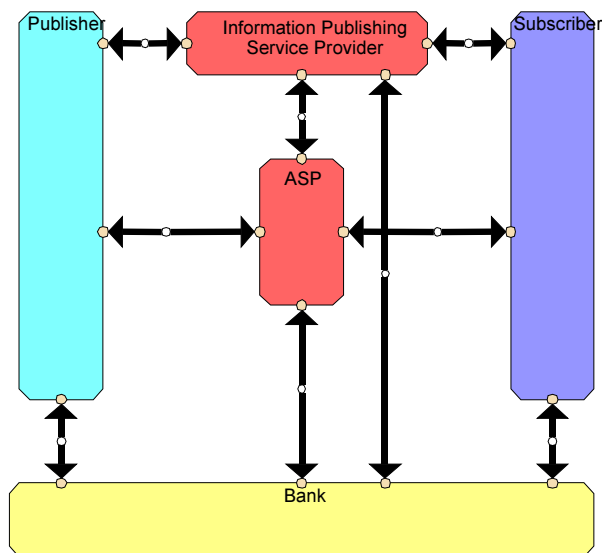 Publisher
Information Publishing
Service Provider
Subscriber
ASP
Bank